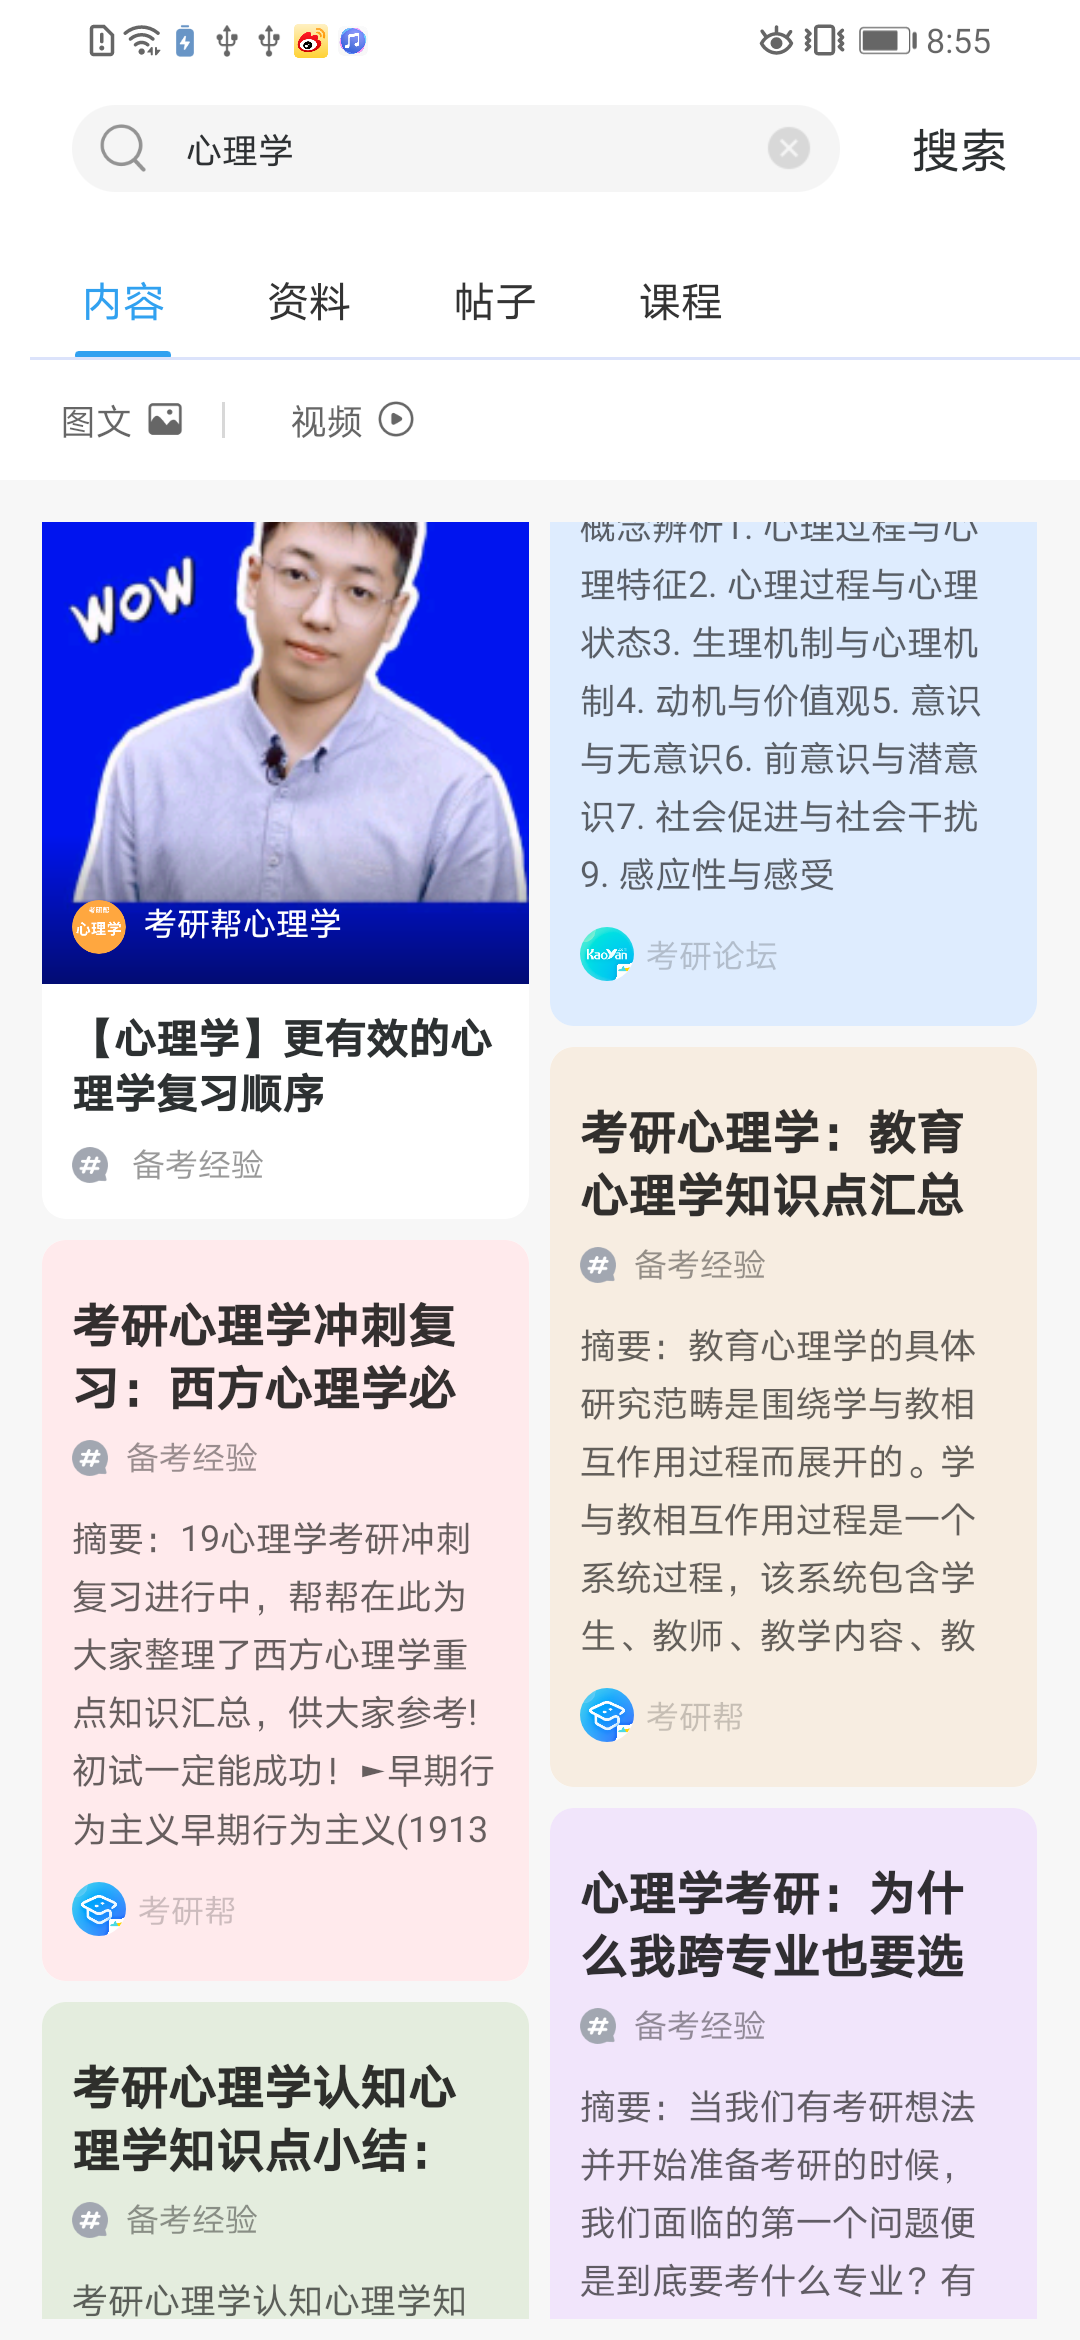 8:55
心理学
搜索
内容
资料
帖子
课程
图文
视频
WOW
考研帮
心理学
考研帮心理学
【心理学】更有效的心
理学复习顺序
备考经验
考研心理学冲刺复
习：西方心理学必
备考经验
摘要：19心理学考研冲刺
复习进行中，帮帮在此为
大家整理了西方心理学重
点知识汇总，供大家参考!
初试一定能成功！►早期行
为主义早期行为主义(1913
考研帮
考研心理学认知心
理学知识点小结：
备考经验
考研心理学认知心理学知
概念辨析1. 心理过程与心
理特征2. 心理过程与心理
状态3. 生理机制与心理机
制4. 动机与价值观5. 意识
与无意识6. 前意识与潜意
识7. 社会促进与社会干扰
9. 感应性与感受
KaoYan
考研论坛
考研心理学：教育
心理学知识点汇总
备考经验
摘要：教育心理学的具体
研究范畴是围绕学与教相
互作用过程而展开的。学
与教相互作用过程是一个
系统过程，该系统包含学
生、教师、教学内容、教
考研帮
心理学考研：为什
么我跨专业也要选
备考经验
摘要：当我们有考研想法
并开始准备考研的时候，
我们面临的第一个问题便
是到底要考什么专业？有